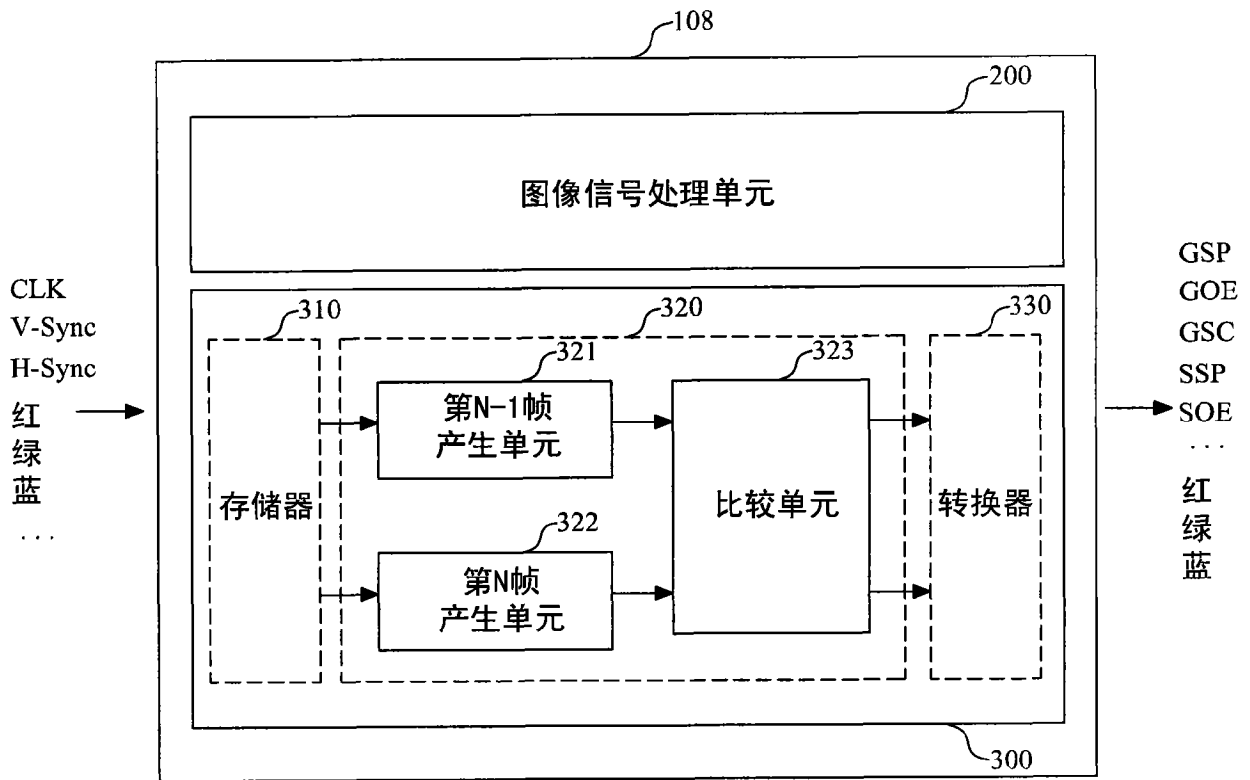 108
200
图像信号处理单元
CLK
V-Sync
H-Sync
红
绿
蓝
...
310
320
330
321
323
第N-1帧
产生单元
存储器
比较单元
转换器
322
第N帧
产生单元
300
GSP
GOE
GSC
SSP
SOE
...
红
绿
蓝